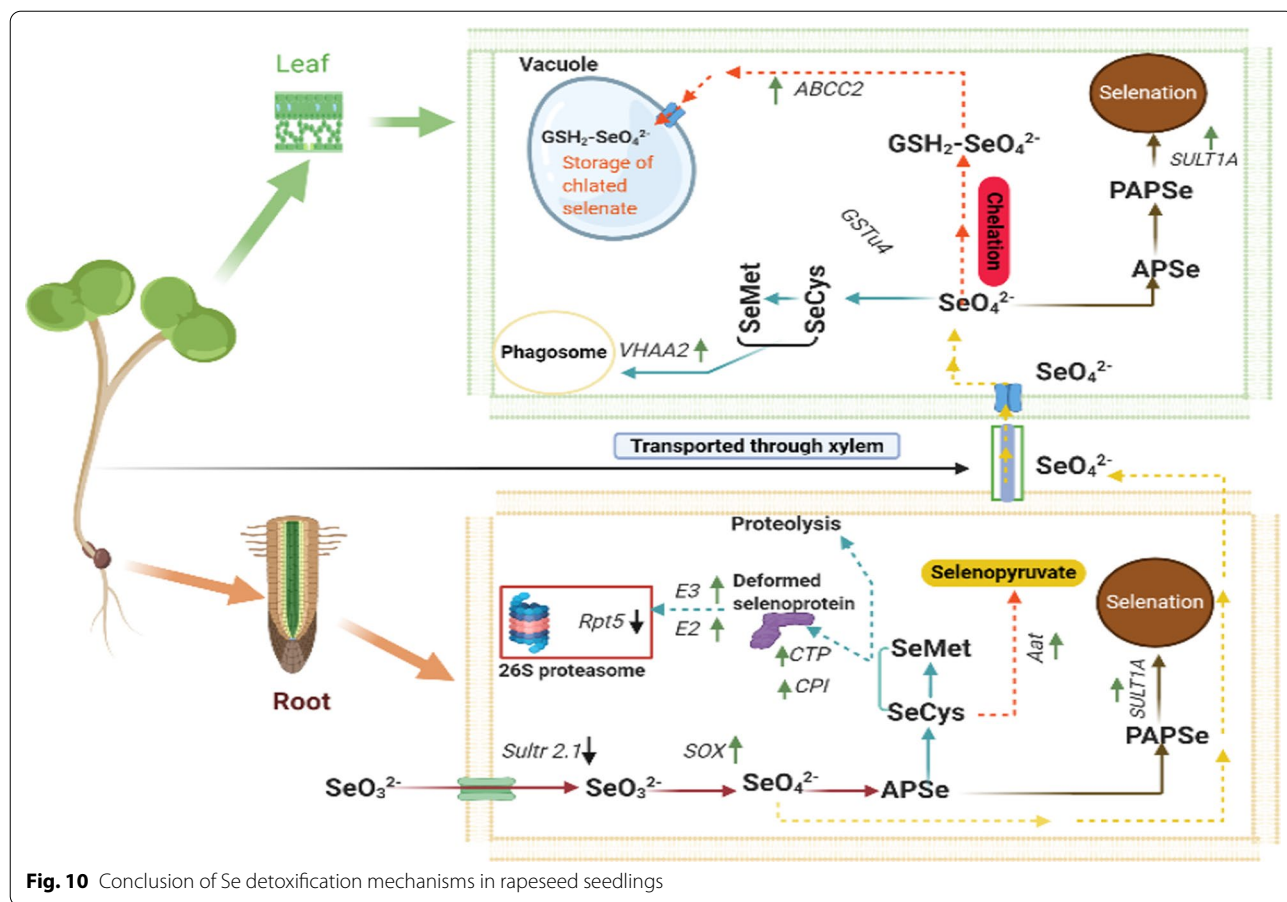 Leaf
Vacuole
GSH₂-SeO₄²⁻
Storage of
chlated
selenate
ABCC2
GSH₂-SeO₄²⁻
Chelation
GSTu4
Selenation
SULT1A
PAPSe
APSe
SeO₄²⁻
SeCys
SeMet
VHAA2
Phagosome
SeO₄²⁻
Transported through xylem
SeO₄²⁻
Root
Proteolysis
Deformed
selenoprotein
E3
E2
Rpt5
26S proteasome
CTP
CPI
Selenopyruvate
Aat
SeMet
SeCys
Selenation
SULT1A
PAPSe
Sultr 2.1
SOX
SeO₃²⁻
SeO₃²⁻
SeO₄²⁻
APSe
Fig. 10 Conclusion of Se detoxification mechanisms in rapeseed seedlings